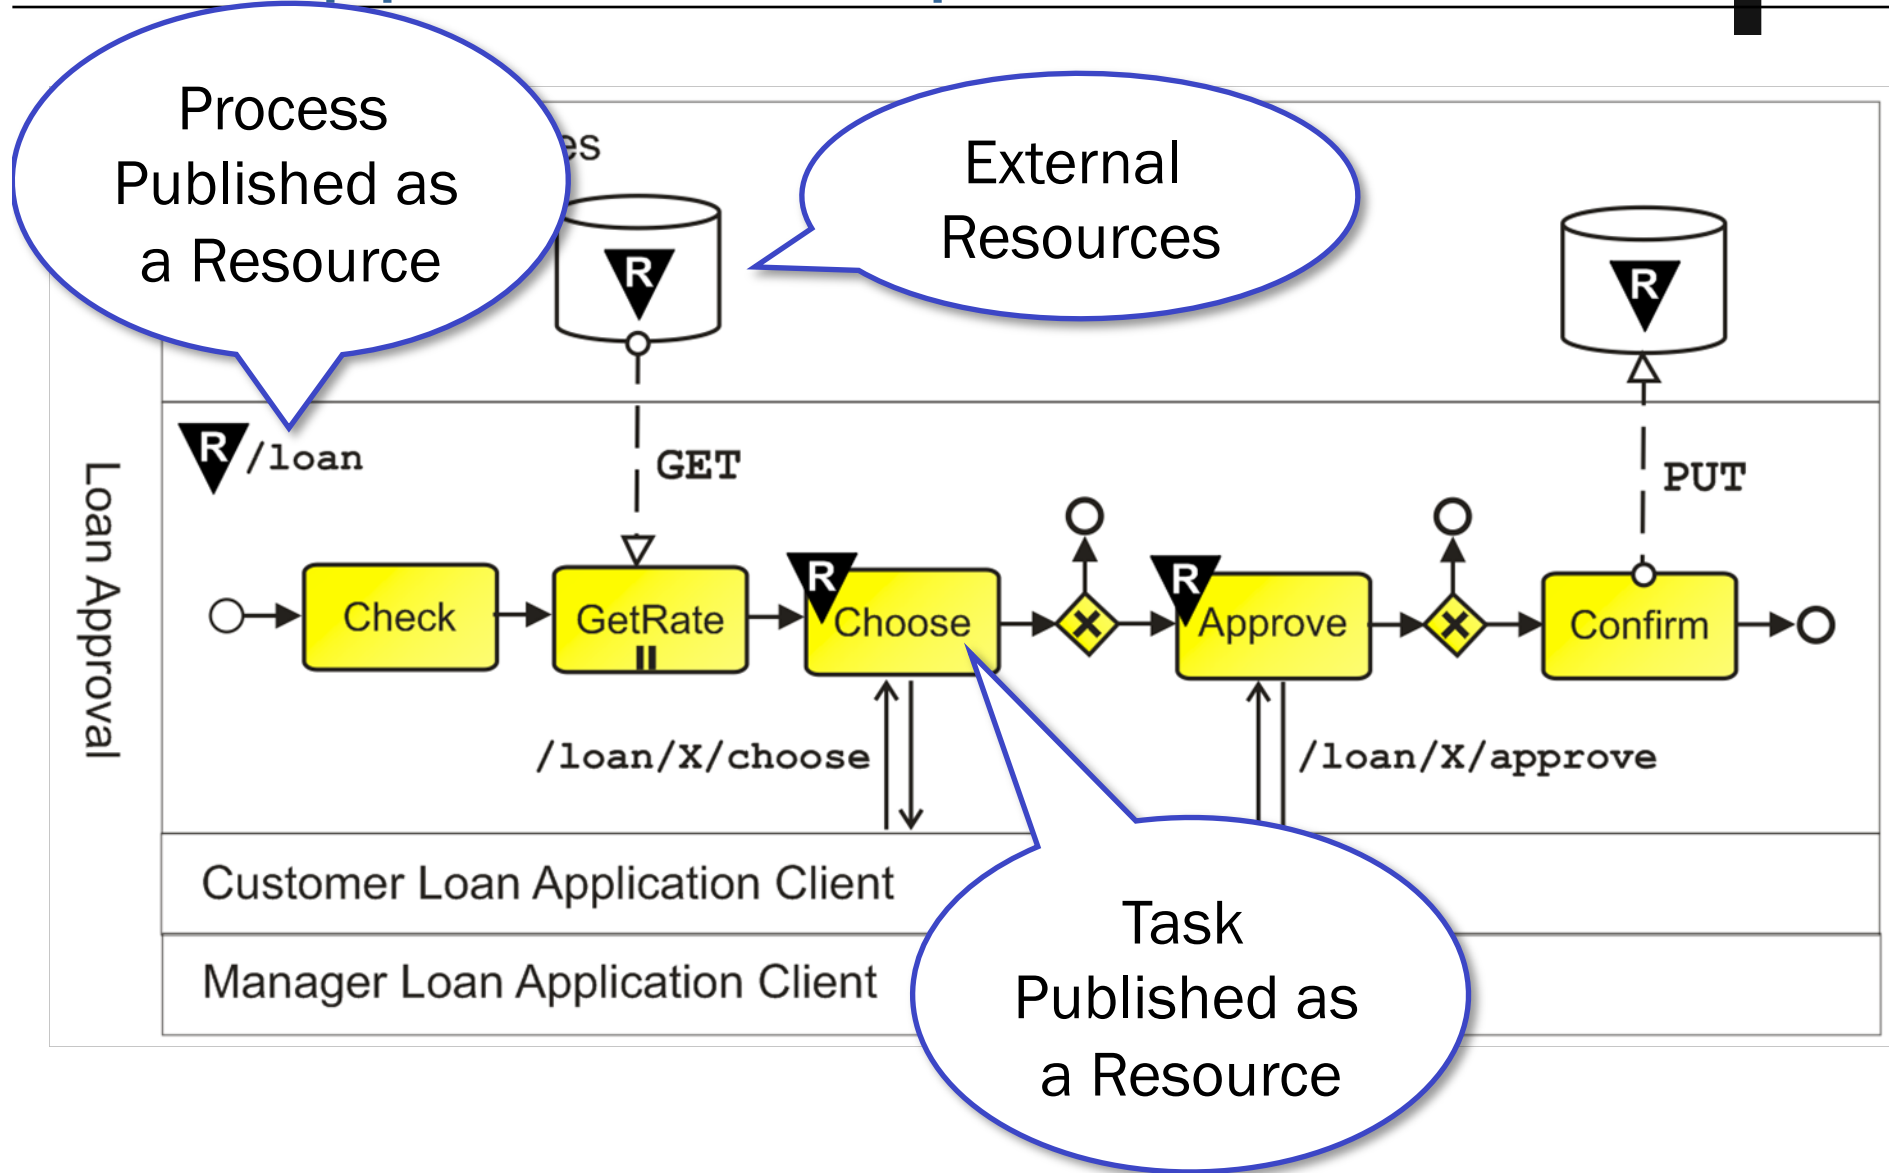 Process
Published as
a Resource
External
Resources
R
R
R
/loan
GET
PUT
Loan Approval
Check
GetRate
R
Choose
R
Approve
Confirm
/loan/X/choose
/loan/X/approve
Customer Loan Application Client
Manager Loan Application Client
Task
Published as
a Resource